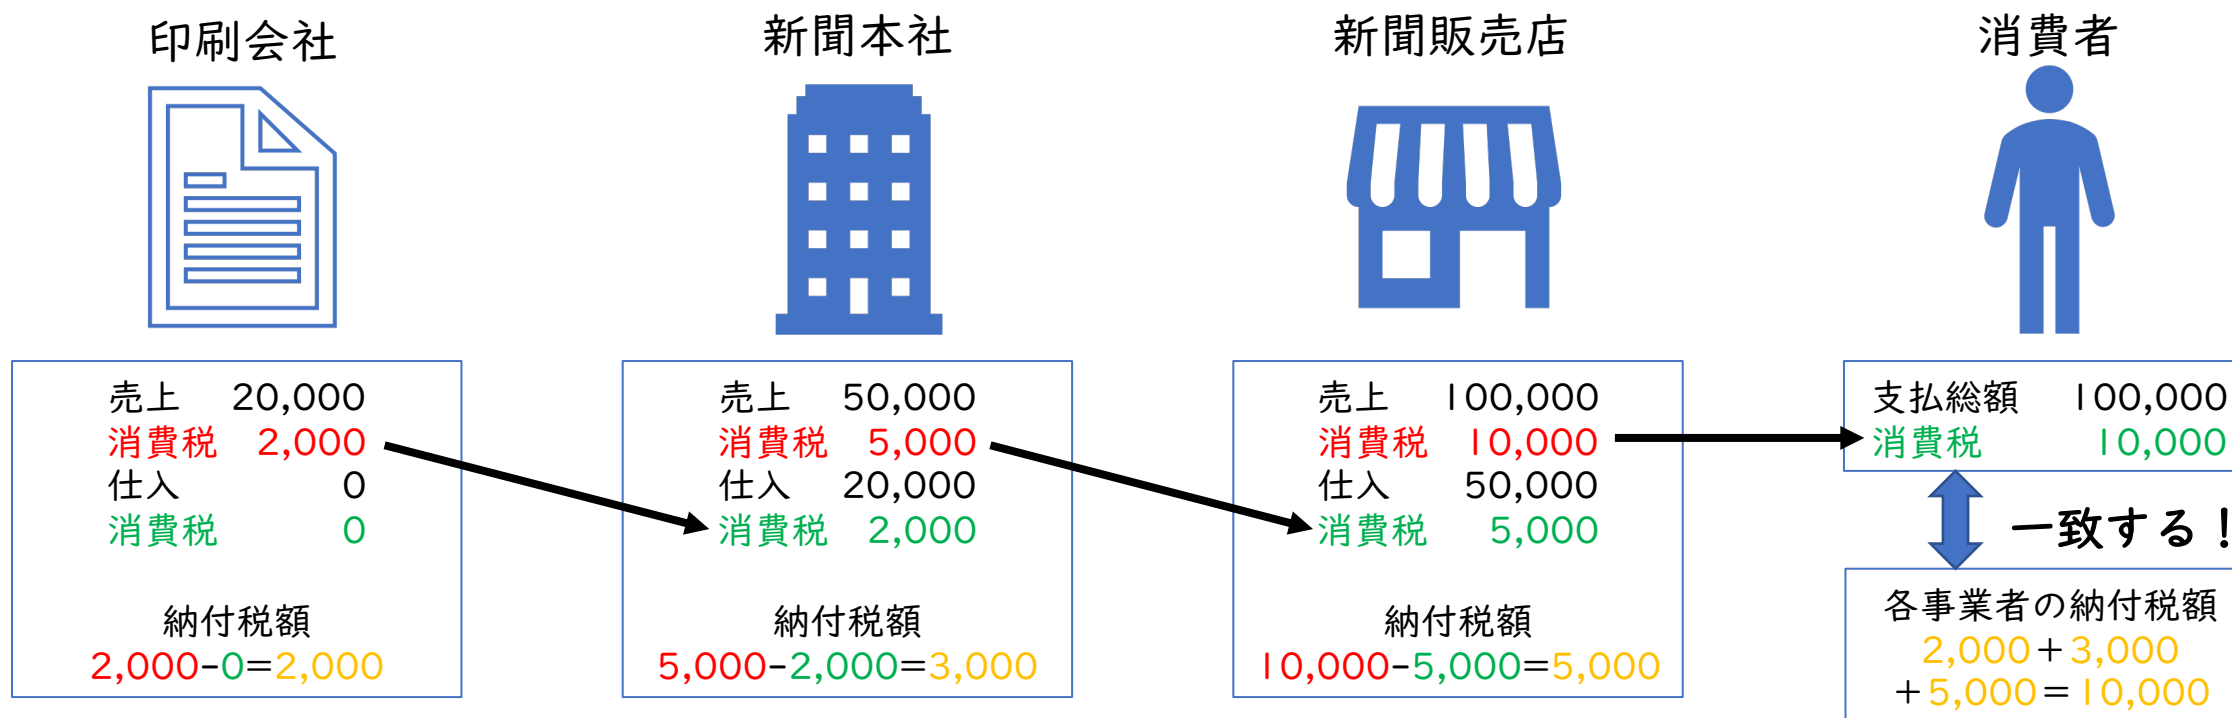 印刷会社
売上 20,000
消費税 2,000
仕入 0
消費税 0
納付税額
2,000-0=2,000
新聞本社
売上 50,000
消費税 5,000
仕入 20,000
消費税 2,000
納付税額
5,000-2,000=3,000
新聞販売店
売上 100,000
消費税 10,000
仕入 50,000
消費税 5,000
納付税額
10,000-5,000=5,000
消費者
支払総額 100,000
消費税 10,000
一致する!
各事業者の納付税額
2,000+3,000
+5,000=10,000